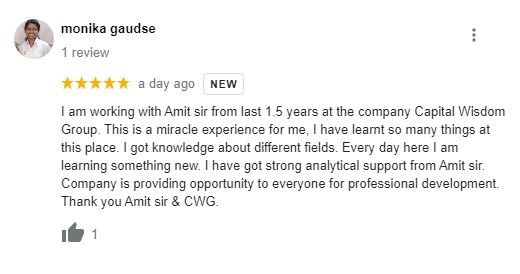 monika gaudse
1 review
a day ago NEW
I am working with Amit sir from last 1.5 years at the company Capital Wisdom
Group. This is a miracle experience for me, I have learnt so many things at
this place. I got knowledge about different fields. Every day here I am
learning something new. I have got strong analytical support from Amit sir.
Company is providing opportunity to everyone for professional development.
Thank you Amit sir & CWG.
1